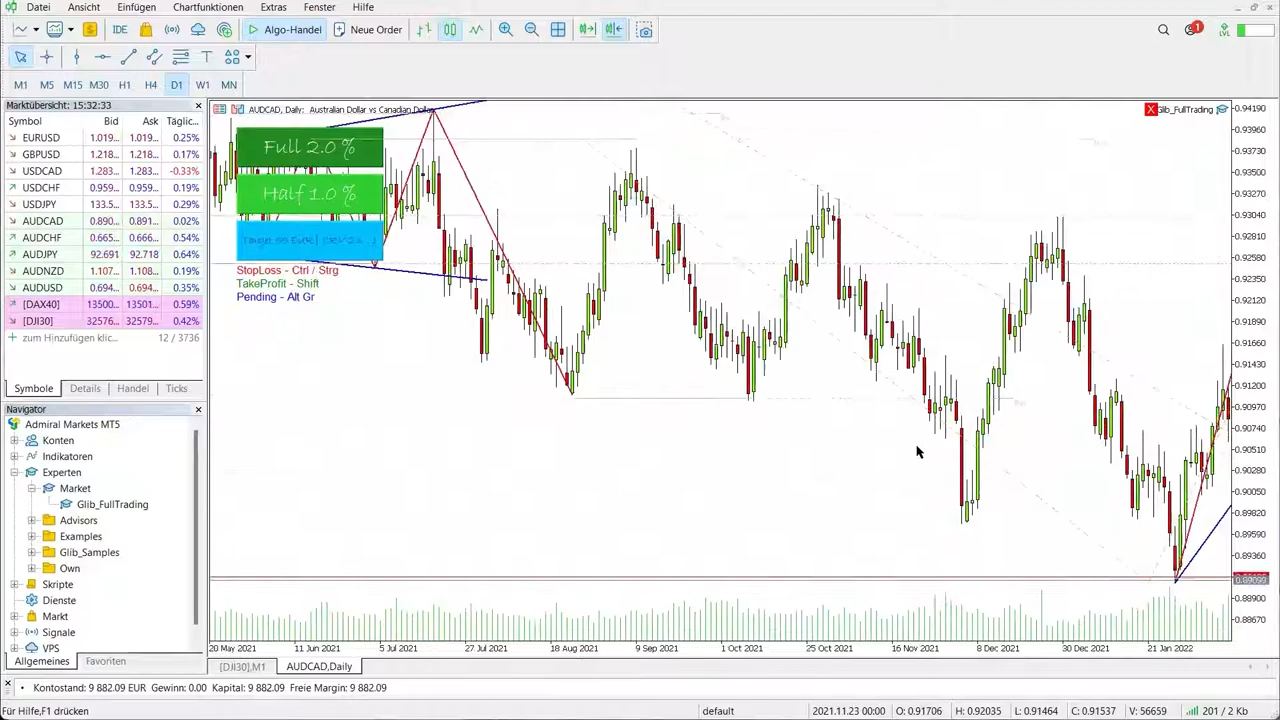 Datei Ansicht Einfügen Chartfunktionen Extras Fenster Hilfe
IDE Algo-Handel Neue Order 1 LVL
M1 M5 M15 M30 H1 H4 D1 W1 MN
Marktübersicht: 15:32:33
Symbol Bid Ask Täglic...
EURUSD 1.019... 1.019... 0.25%
GBPUSD 1.218... 1.218... 0.17%
USDCAD 1.283... 1.283... -0.33%
USDCHF 0.959... 0.959... 0.19%
USDJPY 133.5... 133.5... 0.29%
AUDCAD 0.890... 0.891... 0.02%
AUDCHF 0.665... 0.666... 0.54%
AUDJPY 92.691 92.718 0.64%
AUDNZD 1.107... 1.108... 0.19%
AUDUSD 0.694... 0.694... 0.35%
[DAX40] 13500... 13501... 0.59%
[DJI30] 32576... 32579... 0.42%
zum Hinzufügen klic... 12 / 3736
Symbole Details Handel Ticks
Navigator
Admiral Markets MT5
Konten
Indikatoren
Experten
Market
Glib_FullTrading
Advisors
Examples
Glib_Samples
Own
Skripte
Dienste
Markt
Signale
VPS
Allgemeines Favoriten
AUDCAD, Daily: Australian Dollar vs Canadian Dollar
X Glib_FullTrading
Full 2.0 %
Half 1.0 %
StopLoss - Ctrl / Strg
TakeProfit - Shift
Pending - Alt Gr
0.94190
0.93960
0.93730
0.93500
0.93270
0.93040
0.92810
0.92580
0.92350
0.92120
0.91890
0.91660
0.91430
0.91200
0.90970
0.90740
0.90510
0.90280
0.90050
0.89820
0.89590
0.89360
0.89099
0.88900
0.88670
20 May 2021 11 Jun 2021 5 Jul 2021 27 Jul 2021 18 Aug 2021 9 Sep 2021 1 Oct 2021 25 Oct 2021 16 Nov 2021 8 Dec 2021 30 Dec 2021 21 Jan 2022
[DJI30],M1 AUDCAD,Daily
Kontostand: 9 882.09 EUR Gewinn: 0.00 Kapital: 9 882.09 Freie Margin: 9 882.09
Für Hilfe,F1 drücken default 2021.11.23 00:00 O: 0.91706 H: 0.92035 L: 0.91464 C: 0.91537 V: 56659 201 / 2 Kb